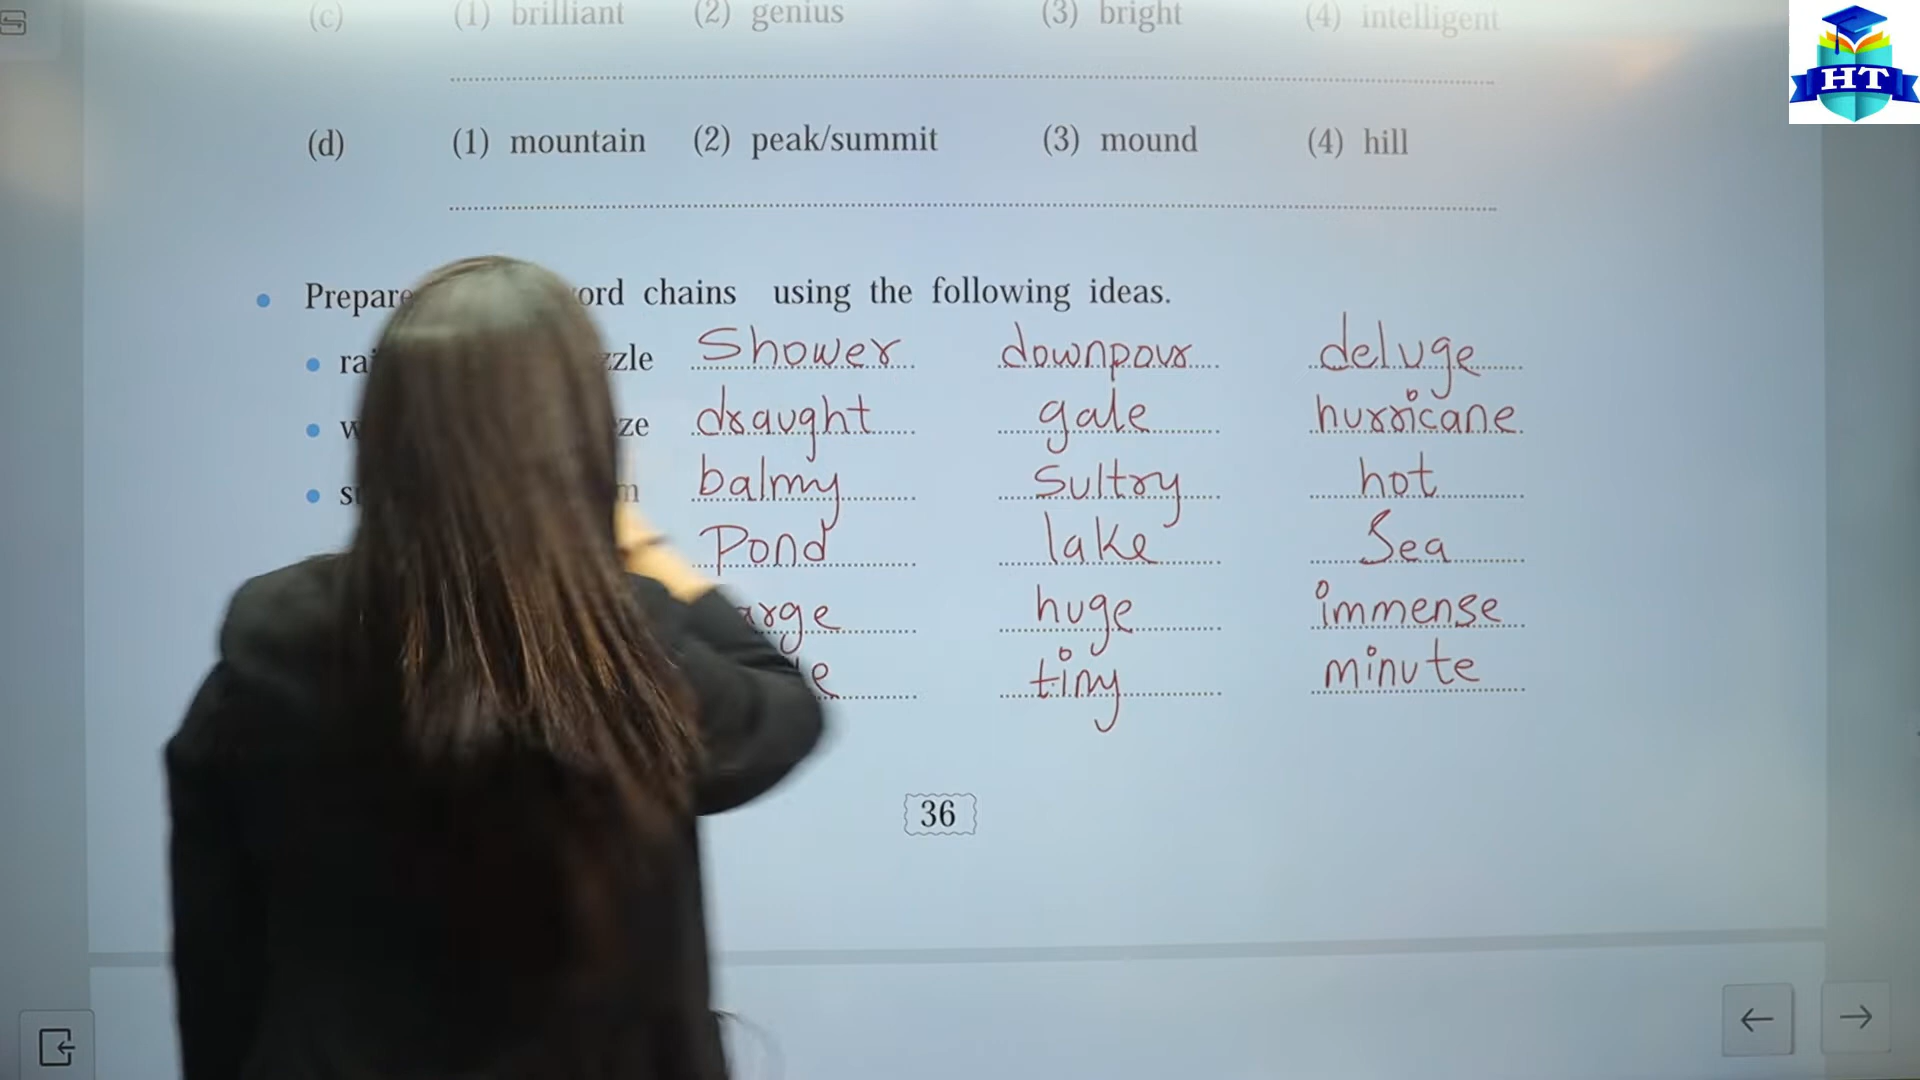 (c) (1) brilliant (2) genius (3) bright (4) intelligent
(d) (1) mountain (2) peak/summit (3) mound (4) hill
• Prepare ord chains using the following ideas.
• rai zzle Shower downpour deluge
• w ze draught gale hurricane
• s m balmy Sultry hot
Pond lake Sea
arge huge immense
e tiny minute
36
HT